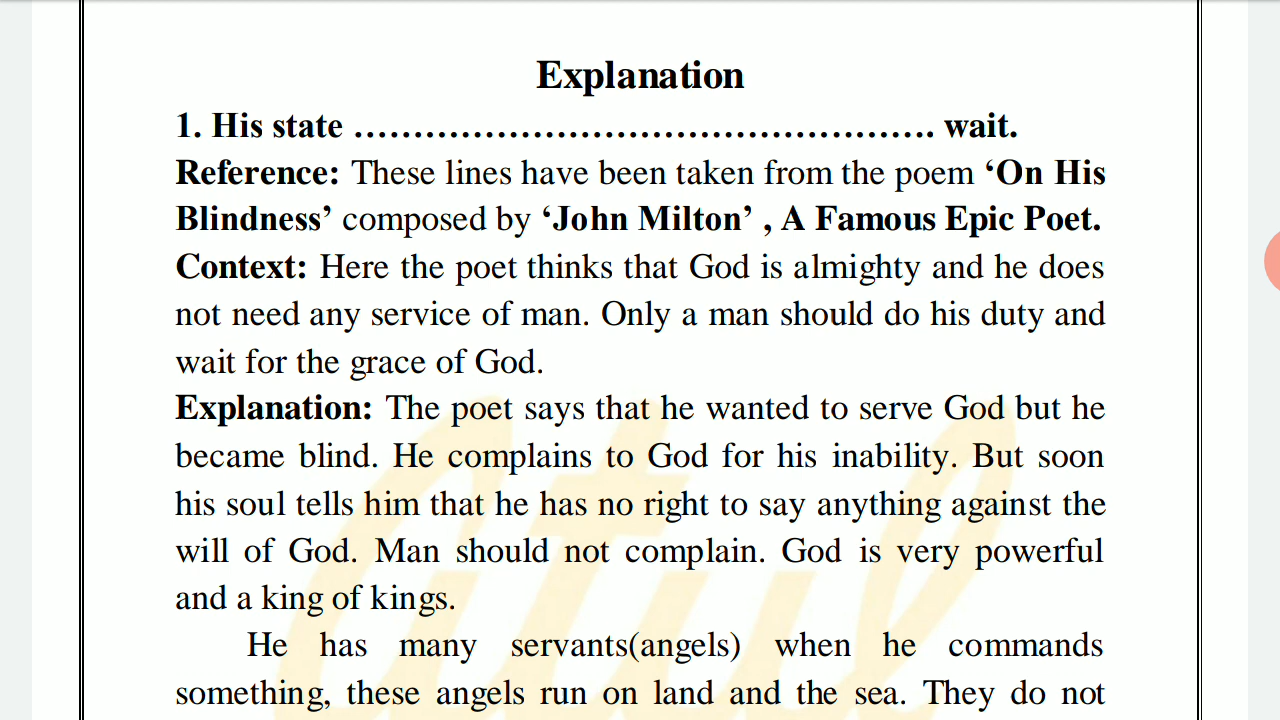 Explanation
1. His state ………………………………………….. wait.
Reference: These lines have been taken from the poem ‘On His
Blindness’ composed by ‘John Milton’ , A Famous Epic Poet.
Context: Here the poet thinks that God is almighty and he does
not need any service of man. Only a man should do his duty and
wait for the grace of God.
Explanation: The poet says that he wanted to serve God but he
became blind. He complains to God for his inability. But soon
his soul tells him that he has no right to say anything against the
will of God. Man should not complain. God is very powerful
and a king of kings.
He has many servants(angels) when he commands
something, these angels run on land and the sea. They do not
Atul